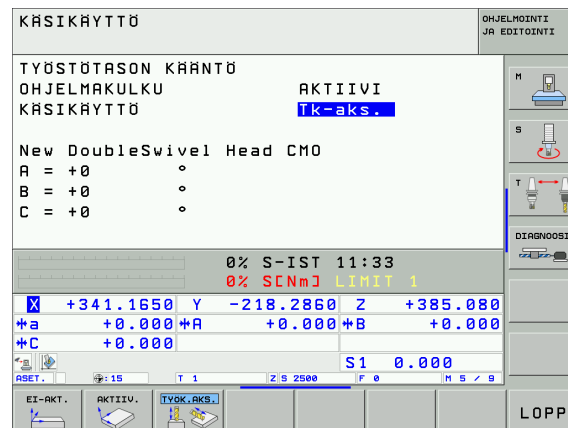 KÄSIKÄYTTÖ
OHJELMOINTI
JA EDITOINTI
TYÖSTÖTASON KÄÄNTÖ
OHJELMAKULKU AKTIIVI
KÄSIKÄYTTÖ Tk-aks.
New DoubleSwivel Head CMO
A = +0 °
B = +0 °
C = +0 °
M
S
T
DIAGNOOSI
0% S-IST 11:33
0% S[Nm] LIMIT 1
X +341.1650 Y -218.2860 Z +385.080
*a +0.000 *A +0.000 *B +0.000
*C +0.000
S1 0.000
ASET. :15 T 1 Z S 2500 F 0 M 5 / 9
EI-AKT. AKTIIV. TYÖK.AKS. LOPP